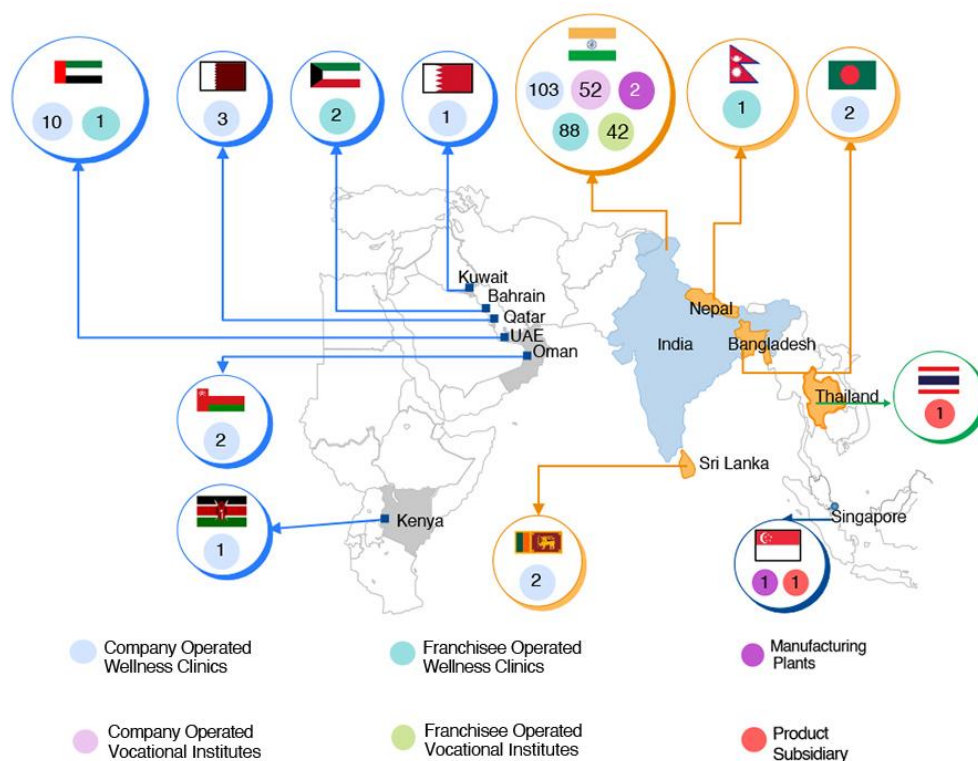 10
1
3
2
1
103
52
2
88
42
1
2
Kuwait
Bahrain
Qatar
UAE
Oman
Nepal
India
Bangladesh
Thailand
1
2
Sri Lanka
Kenya
1
2
Singapore
1
1
Company Operated
Wellness Clinics
Franchisee Operated
Wellness Clinics
Manufacturing
Plants
Company Operated
Vocational Institutes
Franchisee Operated
Vocational Institutes
Product
Subsidiary